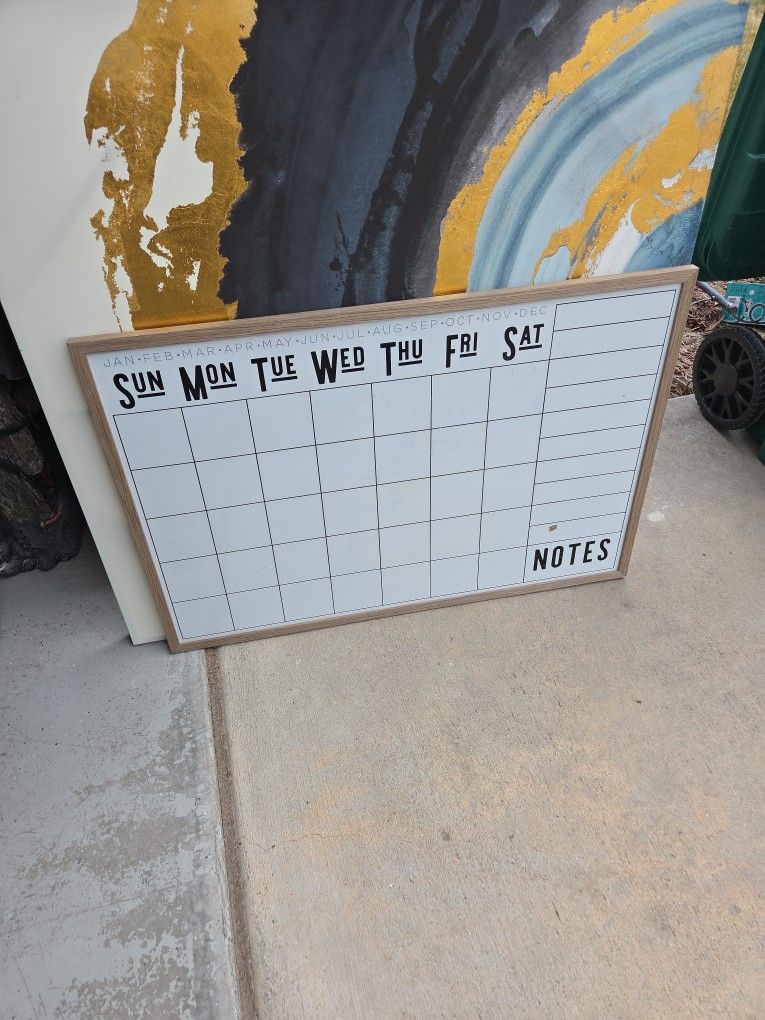 JAN•FEB•MAR•APR•MAY•JUN•JUL•AUG•SEP•OCT•NOV•DEC
SUN MON TUE WED THU FRI SAT
NOTES